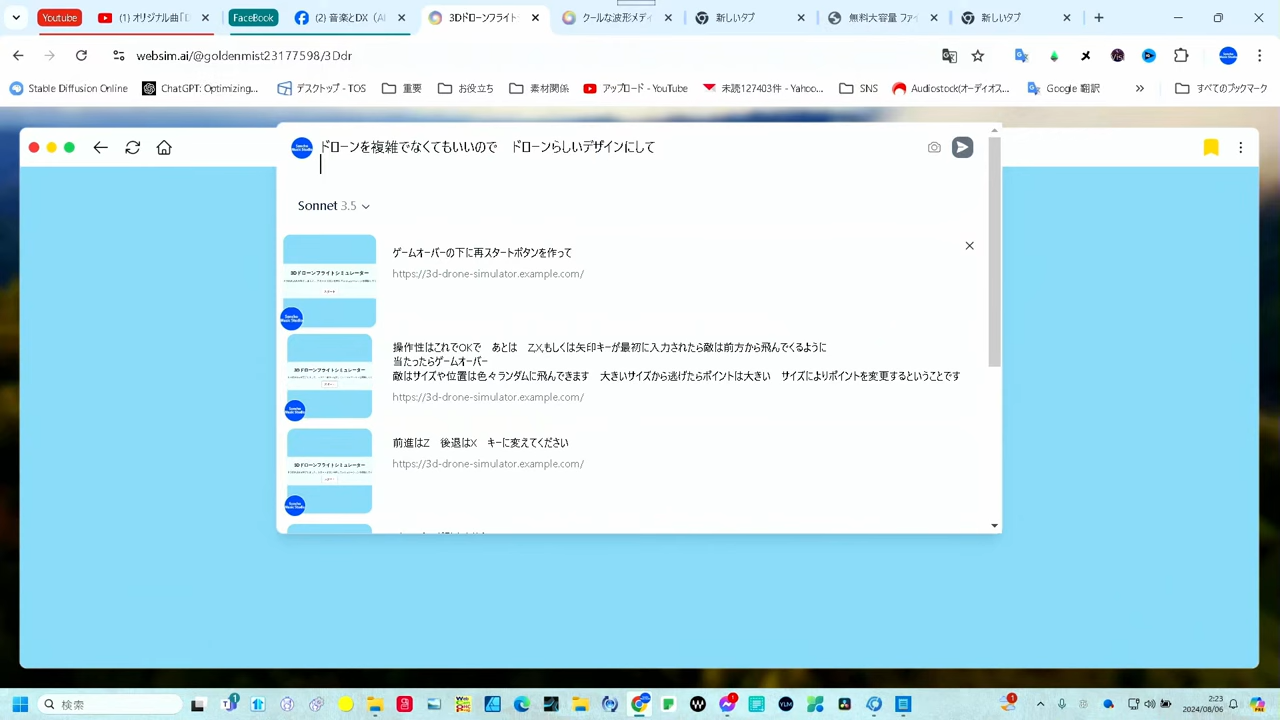 Youtube
(1) オリジナル曲「
FaceBook
(2) 音楽とDX（A
3Dドローンフライト
クールな波形メデ
新しいタブ
無料大容量 ファ
新しいタブ
websim.ai/@goldenmist23177598/3Ddr
Stable Diffusion Online
ChatGPT: Optimizing...
デスクトップ - TOS
重要
お役立ち
素材関係
アップロード - YouTube
未読127403件 - Yahoo...
SNS
Audiostock(オーディオス...
Google 翻訳
すべてのブックマーク
ドローンを複雑でなくてもいいので　ドローンらしいデザインにして
Sonnet 3.5
3Dドローンフライトシミュレーター
ゲームオーバーの下に再スタートボタンを作って
https://3d-drone-simulator.example.com/
3Dドローンフライトシミュレーター
操作性はこれでOKで　あとは　Z,X,もしくは矢印キーが最初に入力されたら敵は前方から飛んでくるように
当たったらゲームオーバー
敵はサイズや位置は色々ランダムに飛んできます　大きいサイズから逃げたらポイントは大きい　サイズによりポイントを変更するということです
https://3d-drone-simulator.example.com/
3Dドローンフライトシミュレーター
前進はZ　後退はX　キーに変えてください
https://3d-drone-simulator.example.com/
検索
2:23
2024/08/06